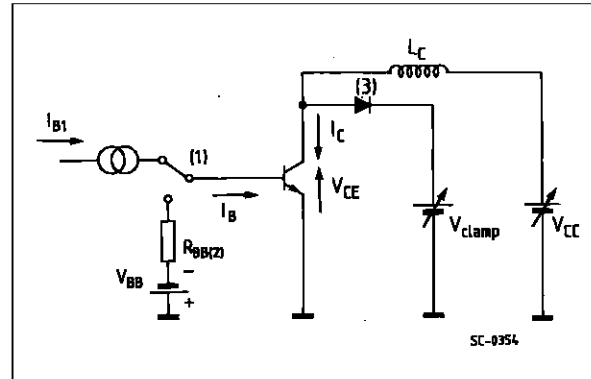 L_C
(3)
I_B1
(1)
I_C
V_CE
I_B
V_clamp
V_CC
R_BB(2)
V_BB
−
+
SC-0354